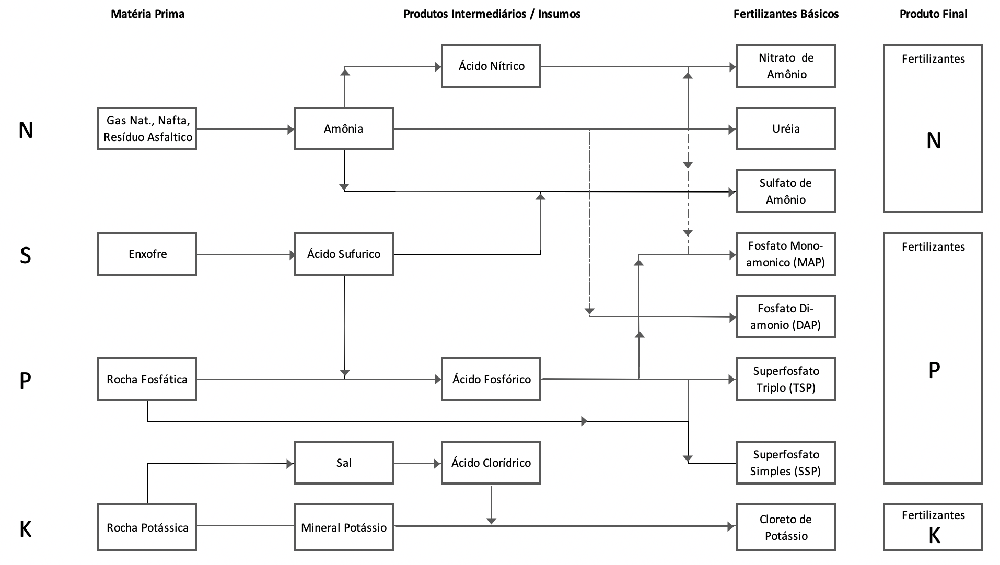 Matéria Prima
Produtos Intermediários / Insumos
Fertilizantes Básicos
Produto Final
Ácido Nítrico
Nitrato de
Amônio
Fertilizantes
N
N
Gas Nat., Nafta,
Resíduo Asfaltico
Amônia
Uréia
Sulfato de
Amônio
S
Enxofre
Ácido Sufurico
Fosfato Mono-
amonico (MAP)
Fertilizantes
P
Fosfato Di-
amonio (DAP)
P
Rocha Fosfática
Ácido Fosfórico
Superfosfato
Triplo (TSP)
Sal
Ácido Clorídrico
Superfosfato
Simples (SSP)
K
Rocha Potássica
Mineral Potássio
Cloreto de
Potássio
Fertilizantes
K